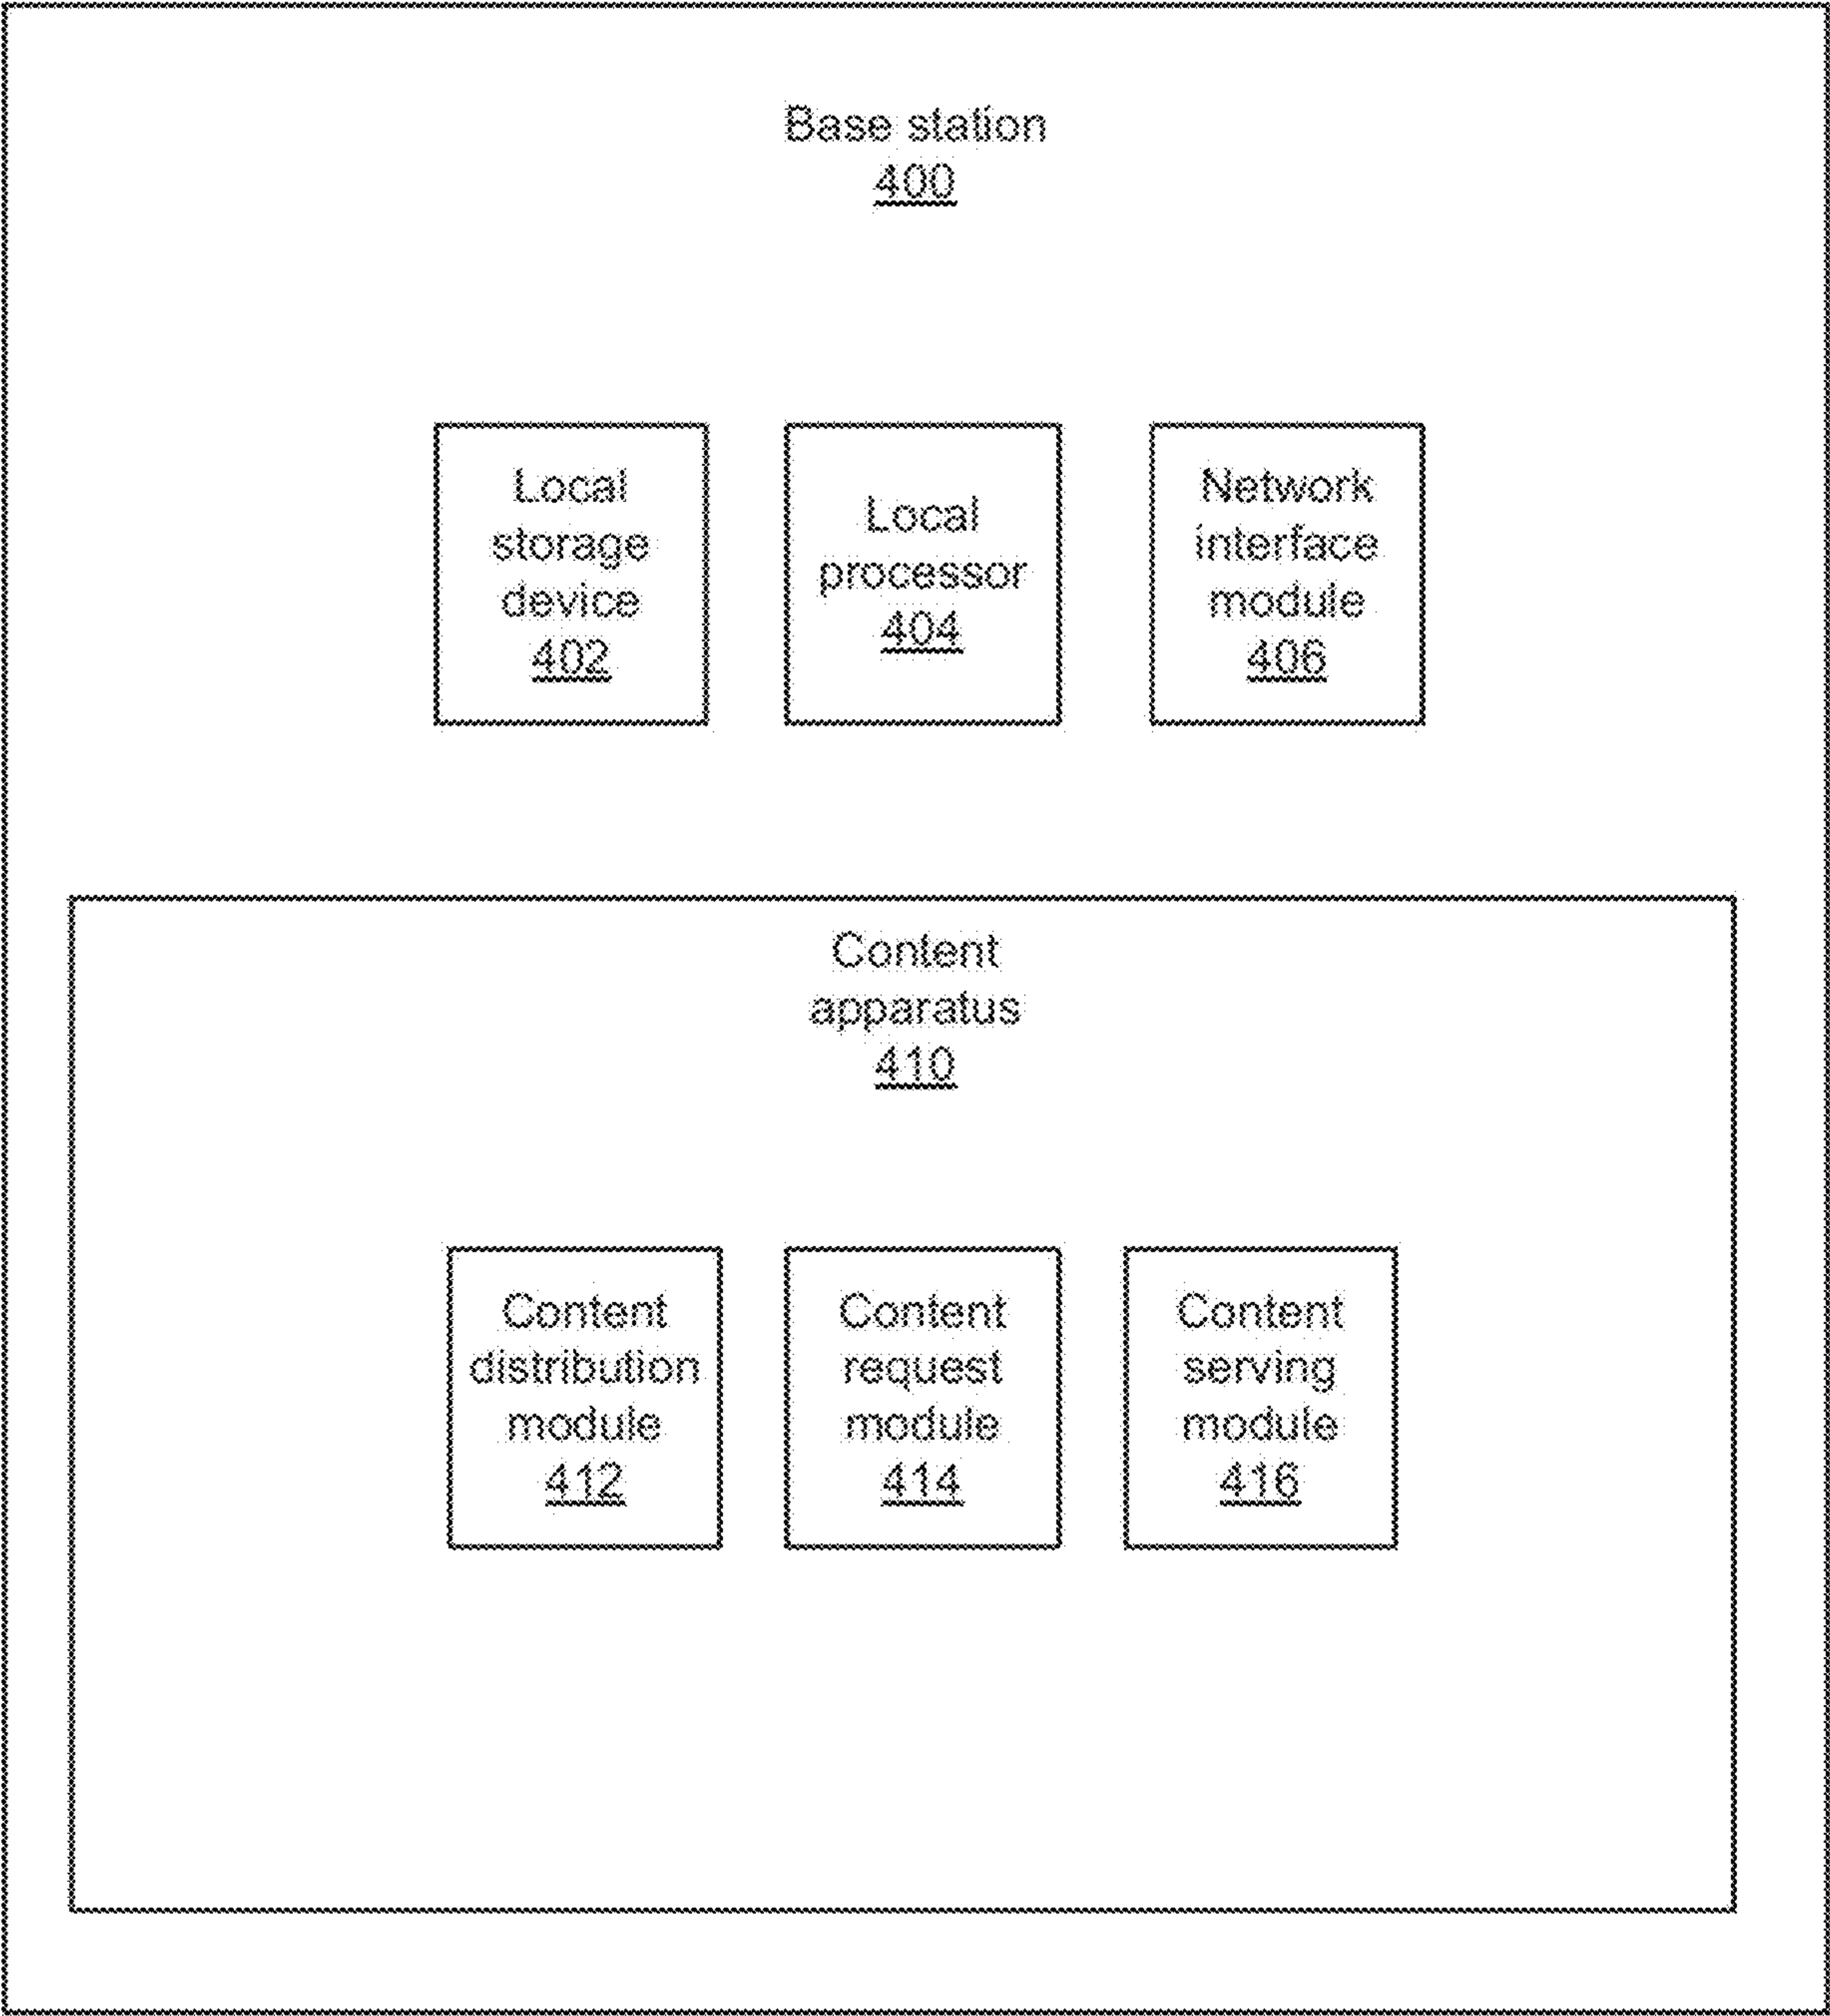 Base station
400
Local
storage
device
402
Local
processor
404
Network
interface
module
406
Content
apparatus
410
Content
distribution
module
412
Content
request
module
414
Content
serving
module
416